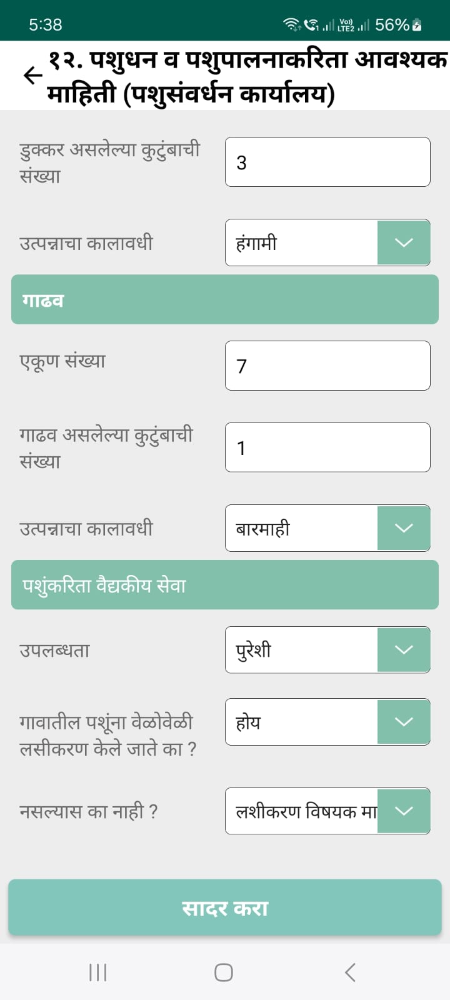 5:38
Vo))
LTE2
56%
१२. पशुधन व पशुपालनाकरिता आवश्यक
माहिती (पशुसंवर्धन कार्यालय)
डुक्कर असलेल्या कुटुंबाची
संख्या
3
उत्पन्नाचा कालावधी
हंगामी
गाढव
एकूण संख्या
7
गाढव असलेल्या कुटुंबाची
संख्या
1
उत्पन्नाचा कालावधी
बारमाही
पशुंकरिता वैद्यकीय सेवा
उपलब्धता
पुरेशी
गावातील पशूंना वेळोवेळी
लसीकरण केले जाते का ?
होय
नसल्यास का नाही ?
लशीकरण विषयक मा
सादर करा